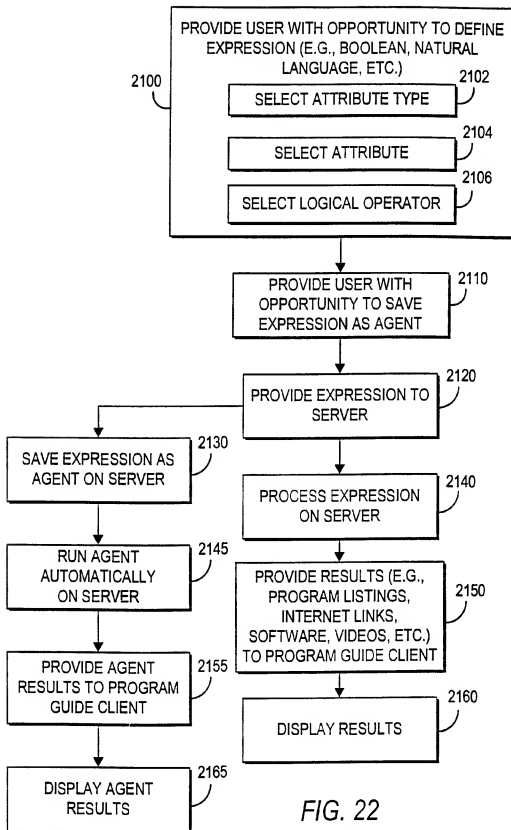 PROVIDE USER WITH OPPORTUNITY TO DEFINE
EXPRESSION (E.G., BOOLEAN, NATURAL
LANGUAGE, ETC.)
2100
2102
SELECT ATTRIBUTE TYPE
2104
SELECT ATTRIBUTE
2106
SELECT LOGICAL OPERATOR
PROVIDE USER WITH
OPPORTUNITY TO SAVE
EXPRESSION AS AGENT
2110
PROVIDE EXPRESSION TO
SERVER
2120
SAVE EXPRESSION AS
AGENT ON SERVER
2130
PROCESS EXPRESSION
ON SERVER
2140
RUN AGENT
AUTOMATICALLY
ON SERVER
2145
PROVIDE RESULTS (E.G.,
PROGRAM LISTINGS,
INTERNET LINKS,
SOFTWARE, VIDEOS, ETC.)
TO PROGRAM GUIDE CLIENT
2150
PROVIDE AGENT
RESULTS TO PROGRAM
GUIDE CLIENT
2155
DISPLAY RESULTS
2160
DISPLAY AGENT
RESULTS
2165
FIG. 22